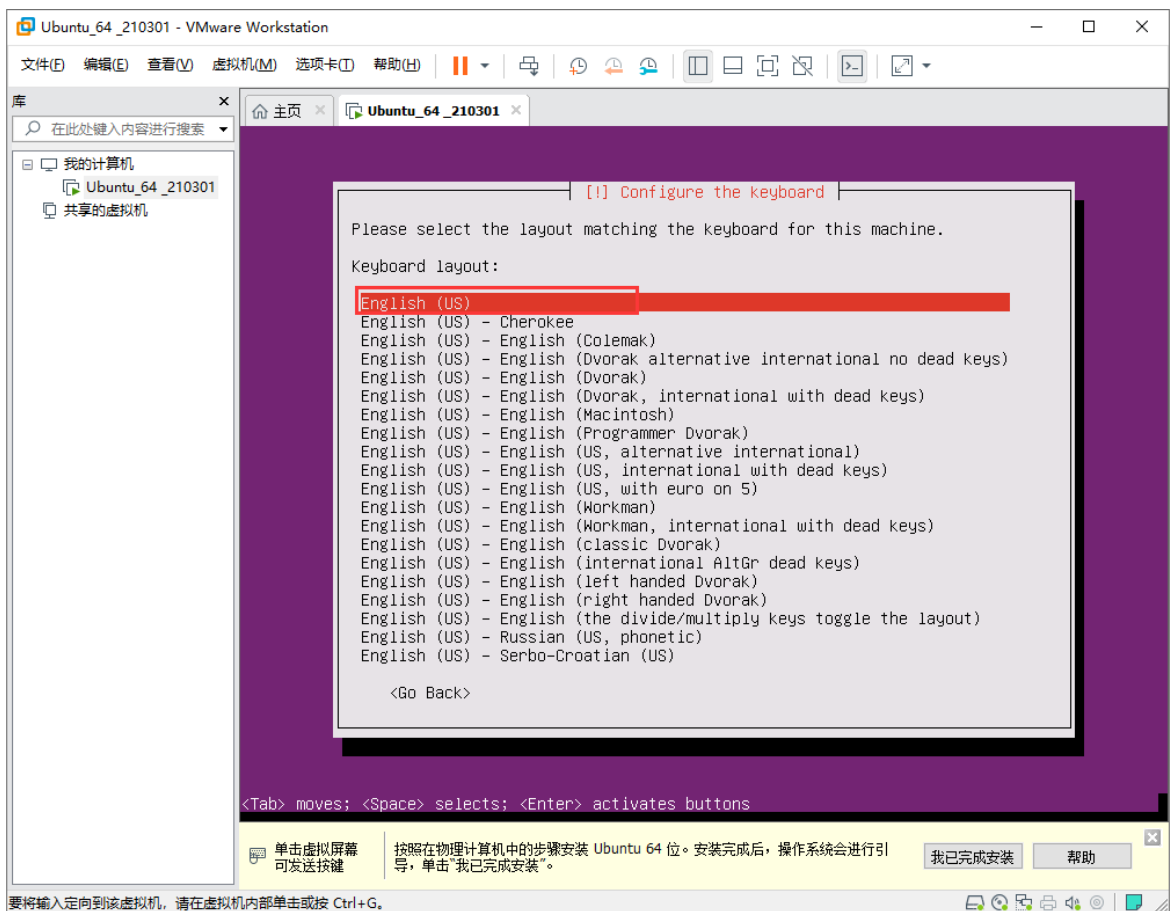 Ubuntu_64 _210301 - VMware Workstation
文件(F) 编辑(E) 查看(V) 虚拟机(M) 选项卡(T) 帮助(H)
库
在此处键入内容进行搜索
我的计算机
Ubuntu_64 _210301
共享的虚拟机
主页
Ubuntu_64 _210301
[!] Configure the keyboard
Please select the layout matching the keyboard for this machine.
Keyboard layout:
English (US)
English (US) - Cherokee
English (US) - English (Colemak)
English (US) - English (Dvorak alternative international no dead keys)
English (US) - English (Dvorak)
English (US) - English (Dvorak, international with dead keys)
English (US) - English (Macintosh)
English (US) - English (Programmer Dvorak)
English (US) - English (US, alternative international)
English (US) - English (US, international with dead keys)
English (US) - English (US, with euro on 5)
English (US) - English (Workman)
English (US) - English (Workman, international with dead keys)
English (US) - English (classic Dvorak)
English (US) - English (international AltGr dead keys)
English (US) - English (left handed Dvorak)
English (US) - English (right handed Dvorak)
English (US) - English (the divide/multiply keys toggle the layout)
English (US) - Russian (US, phonetic)
English (US) - Serbo-Croatian (US)
<Go Back>
<Tab> moves; <Space> selects; <Enter> activates buttons
单击虚拟屏幕
可发送按键
按照在物理计算机中的步骤安装 Ubuntu 64 位。安装完成后，操作系统会进行引
导，单击"我已完成安装"。
我已完成安装
帮助
要将输入定向到该虚拟机，请在虚拟机内部单击或按 Ctrl+G。